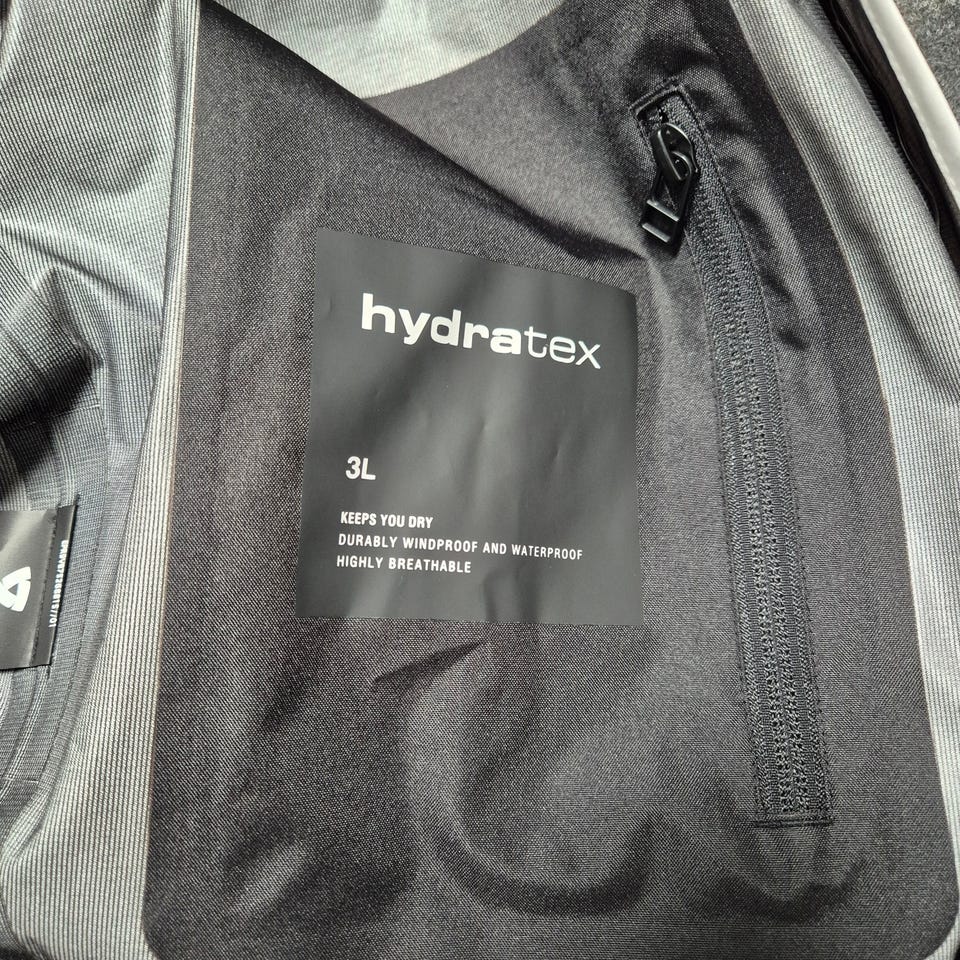 hydratex
3L
KEEPS YOU DRY
DURABLY WINDPROOF AND WATERPROOF
HIGHLY BREATHABLE